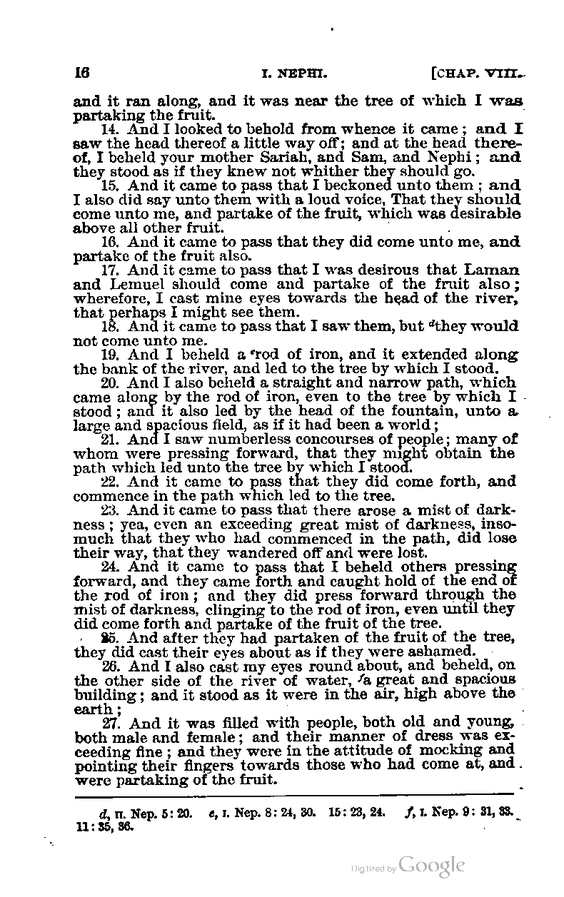 16 I. NEPHI. [CHAP. VIII.
and it ran along, and it was near the tree of which I was
partaking the fruit.
14. And I looked to behold from whence it came; and I
saw the head thereof a little way off; and at the head there-
of, I beheld your mother Sariah, and Sam, and Nephi; and
they stood as if they knew not whither they should go.
15. And it came to pass that I beckoned unto them; and
I also did say unto them with a loud voice, That they should
come unto me, and partake of the fruit, which was desirable
above all other fruit.
16. And it came to pass that they did come unto me, and
partake of the fruit also.
17. And it came to pass that I was desirous that Laman
and Lemuel should come and partake of the fruit also;
wherefore, I cast mine eyes towards the head of the river,
that perhaps I might see them.
18. And it came to pass that I saw them, but dthey would
not come unto me.
19. And I beheld a erod of iron, and it extended along
the bank of the river, and led to the tree by which I stood.
20. And I also beheld a straight and narrow path, which
came along by the rod of iron, even to the tree by which I
stood; and it also led by the head of the fountain, unto a
large and spacious field, as if it had been a world;
21. And I saw numberless concourses of people; many of
whom were pressing forward, that they might obtain the
path which led unto the tree by which I stood.
22. And it came to pass that they did come forth, and
commence in the path which led to the tree.
23. And it came to pass that there arose a mist of dark-
ness; yea, even an exceeding great mist of darkness, inso-
much that they who had commenced in the path, did lose
their way, that they wandered off and were lost.
24. And it came to pass that I beheld others pressing
forward, and they came forth and caught hold of the end of
the rod of iron; and they did press forward through the
mist of darkness, clinging to the rod of iron, even until they
did come forth and partake of the fruit of the tree.
25. And after they had partaken of the fruit of the tree,
they did cast their eyes about as if they were ashamed.
26. And I also cast my eyes round about, and beheld, on
the other side of the river of water, fa great and spacious
building; and it stood as it were in the air, high above the
earth;
27. And it was filled with people, both old and young,
both male and female; and their manner of dress was ex-
ceeding fine; and they were in the attitude of mocking and
pointing their fingers towards those who had come at, and
were partaking of the fruit.
d, II. Nep. 5: 20. e, I. Nep. 8: 24, 30. 15: 23, 24. f, I. Nep. 9: 31, 33.
11: 35, 36.
Digitized by Google